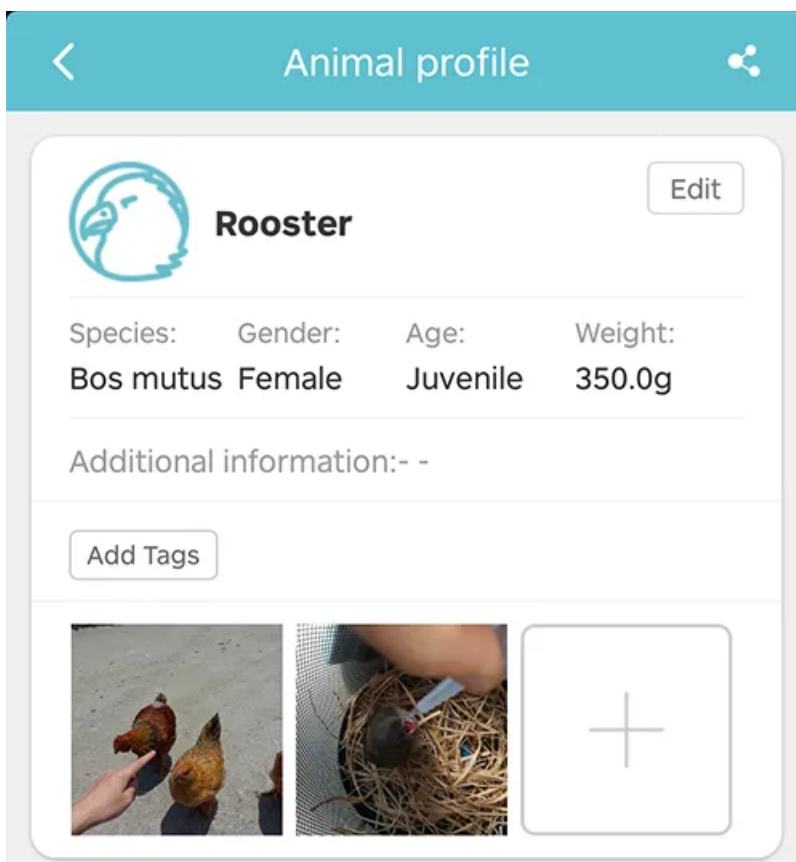 Animal profile
Rooster
Edit
Species: Gender: Age: Weight:
Bos mutus Female Juvenile 350.0g
Additional information:- -
Add Tags